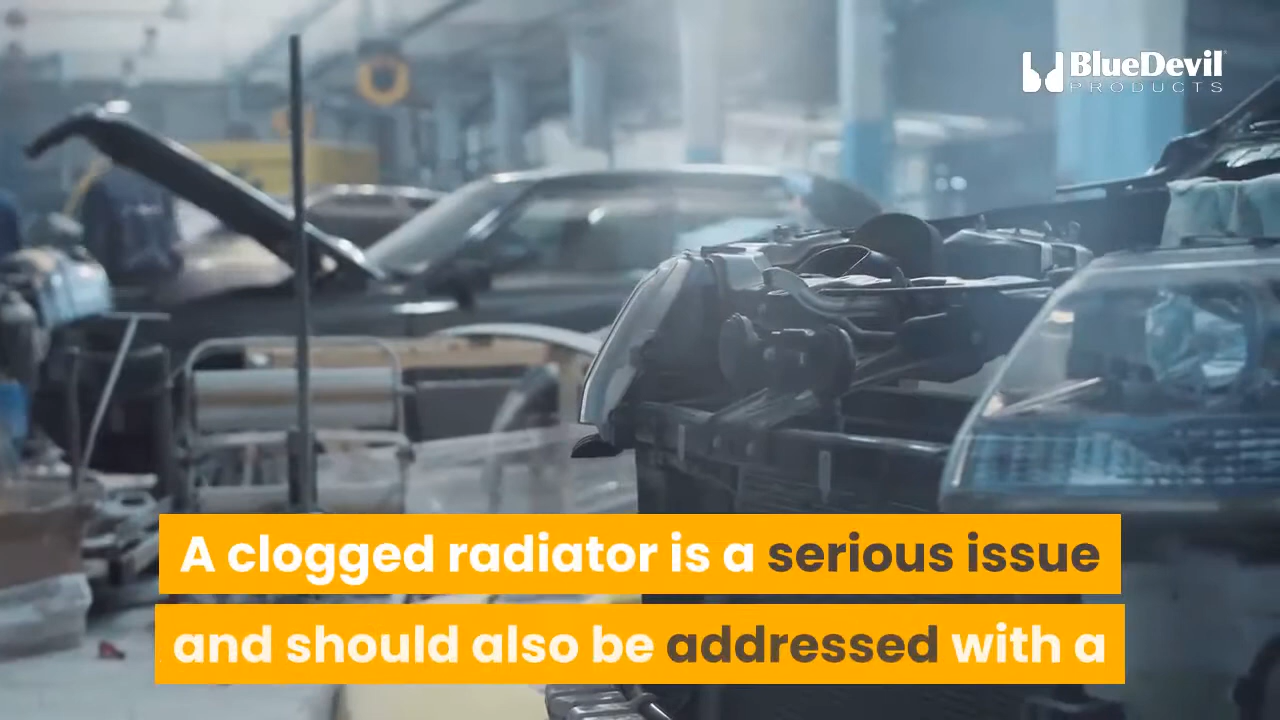 BlueDevil
PRODUCTS
A clogged radiator is a serious issue
and should also be addressed with a